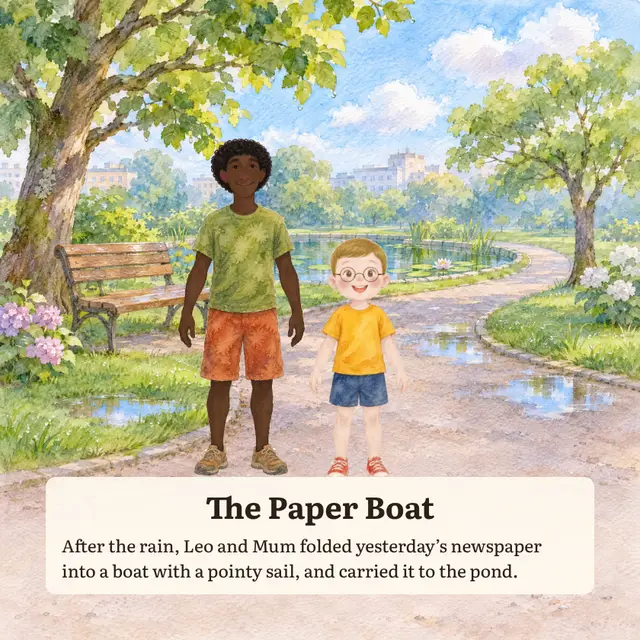 The Paper Boat
After the rain, Leo and Mum folded yesterday’s newspaper
into a boat with a pointy sail, and carried it to the pond.